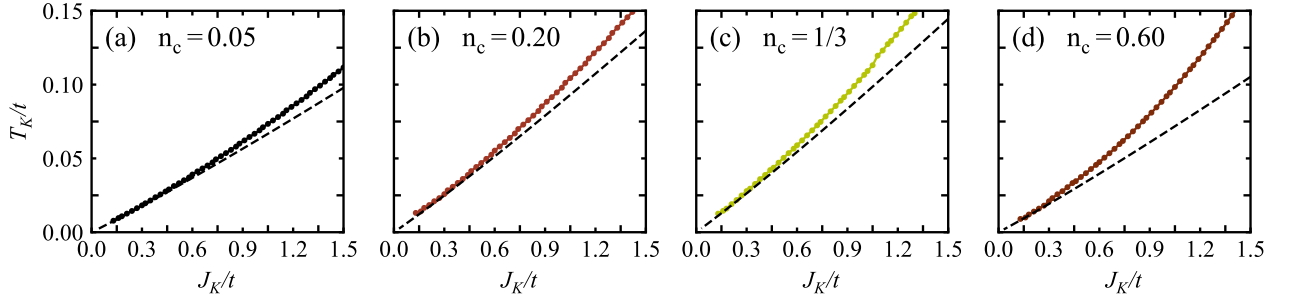 0.15
0.10
0.05
0.00
T_K/t
(a) n_c = 0.05
(b) n_c = 0.20
(c) n_c = 1/3
(d) n_c = 0.60
0.0 0.3 0.6 0.9 1.2 1.5
0.0 0.3 0.6 0.9 1.2 1.5
0.0 0.3 0.6 0.9 1.2 1.5
0.0 0.3 0.6 0.9 1.2 1.5
J_K/t
J_K/t
J_K/t
J_K/t